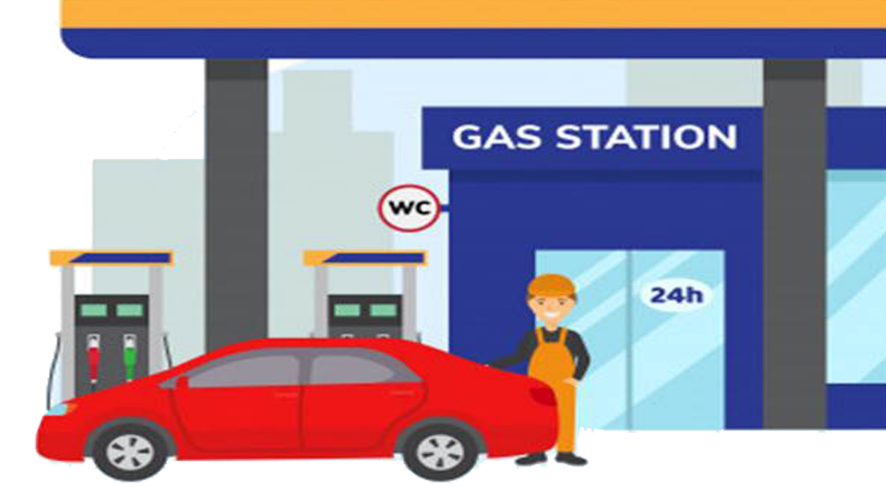 GAS STATION
WC
24h